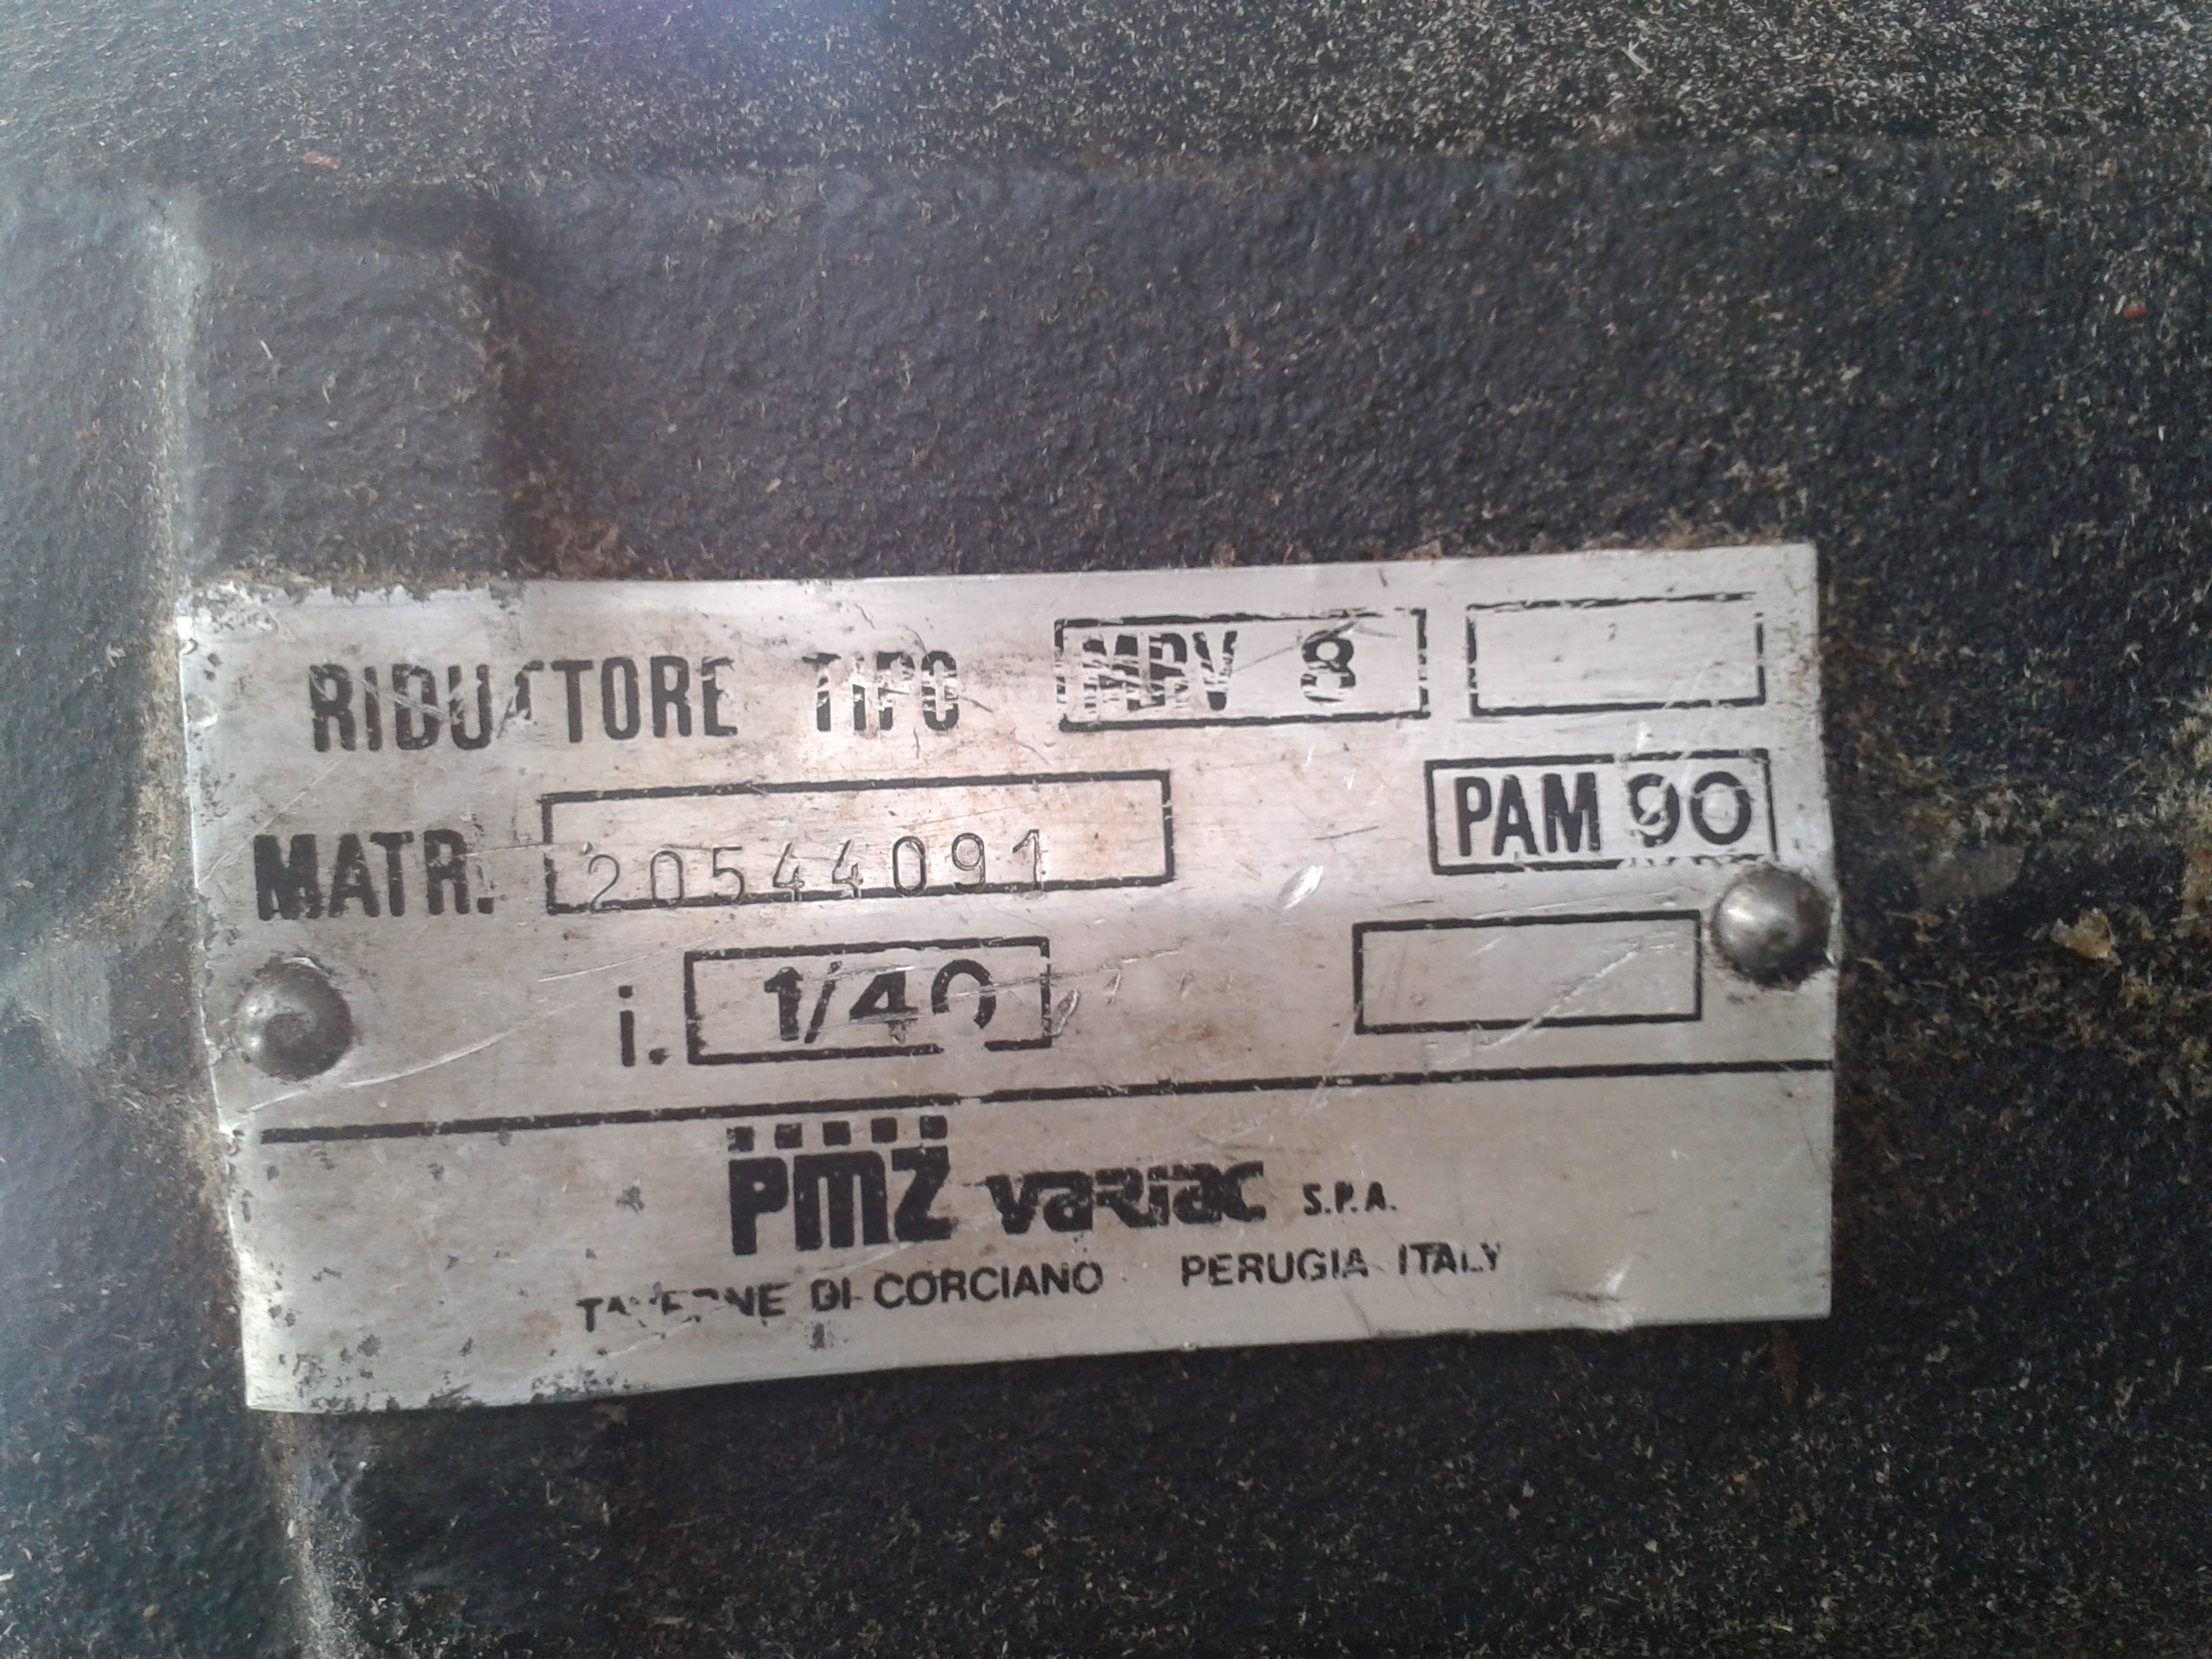 RIDUTTORE TIPO MRV 8
MATR. 20544091 PAM 90
i. 1/40
PMZ variac S.P.A.
TAVERNE DI CORCIANO PERUGIA ITALY